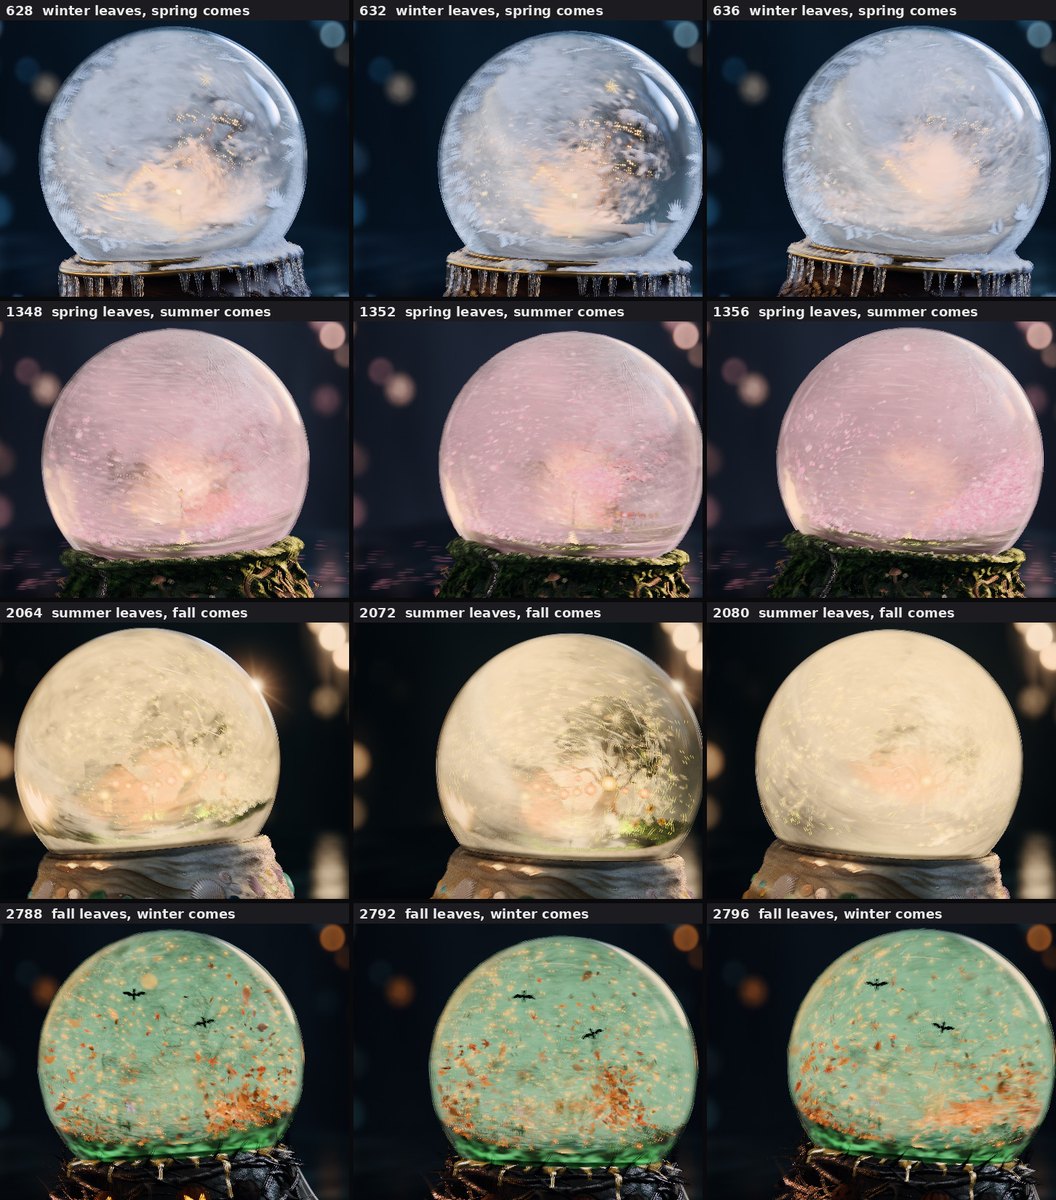 628 winter leaves, spring comes
632 winter leaves, spring comes
636 winter leaves, spring comes
1348 spring leaves, summer comes
1352 spring leaves, summer comes
1356 spring leaves, summer comes
2064 summer leaves, fall comes
2072 summer leaves, fall comes
2080 summer leaves, fall comes
2788 fall leaves, winter comes
2792 fall leaves, winter comes
2796 fall leaves, winter comes